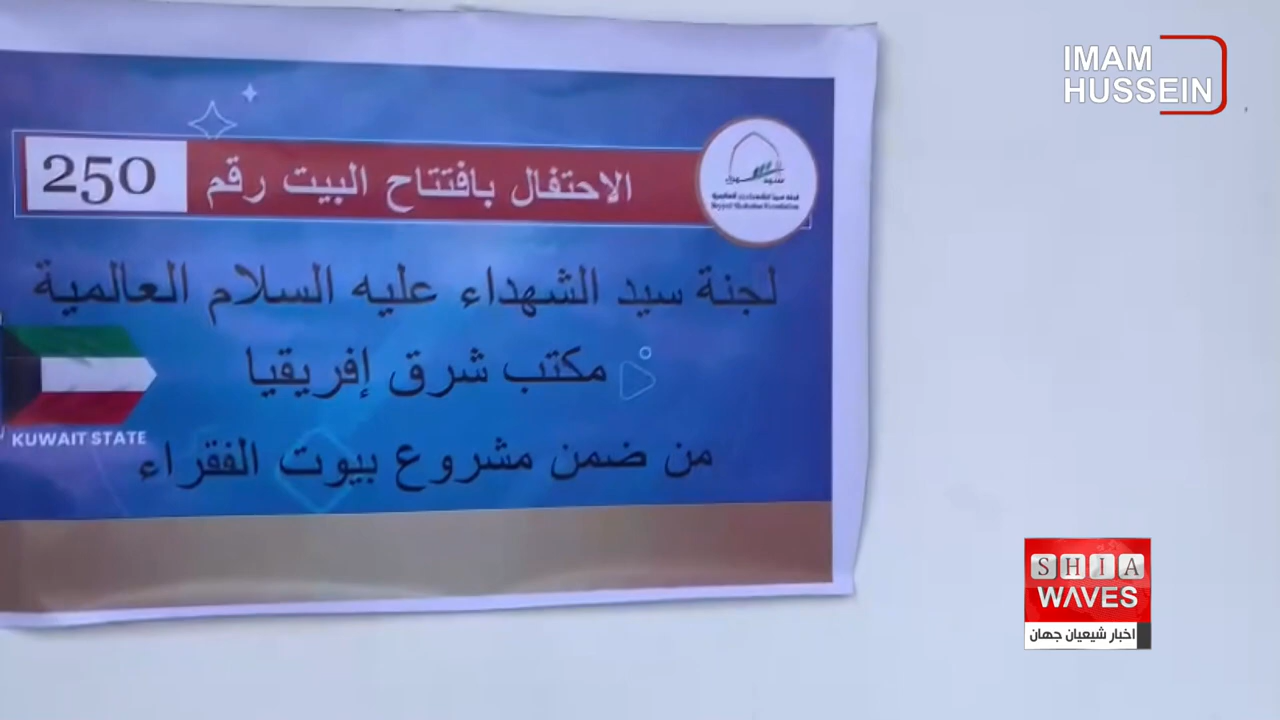 IMAM
HUSSEIN
الاحتفال بافتتاح البيت رقم 250
لجنة سيد الشهداء عليه السلام العالمية
مكتب شرق إفريقيا
KUWAIT STATE
من ضمن مشروع بيوت الفقراء
SHIA
WAVES
اخبار شیعیان جهان